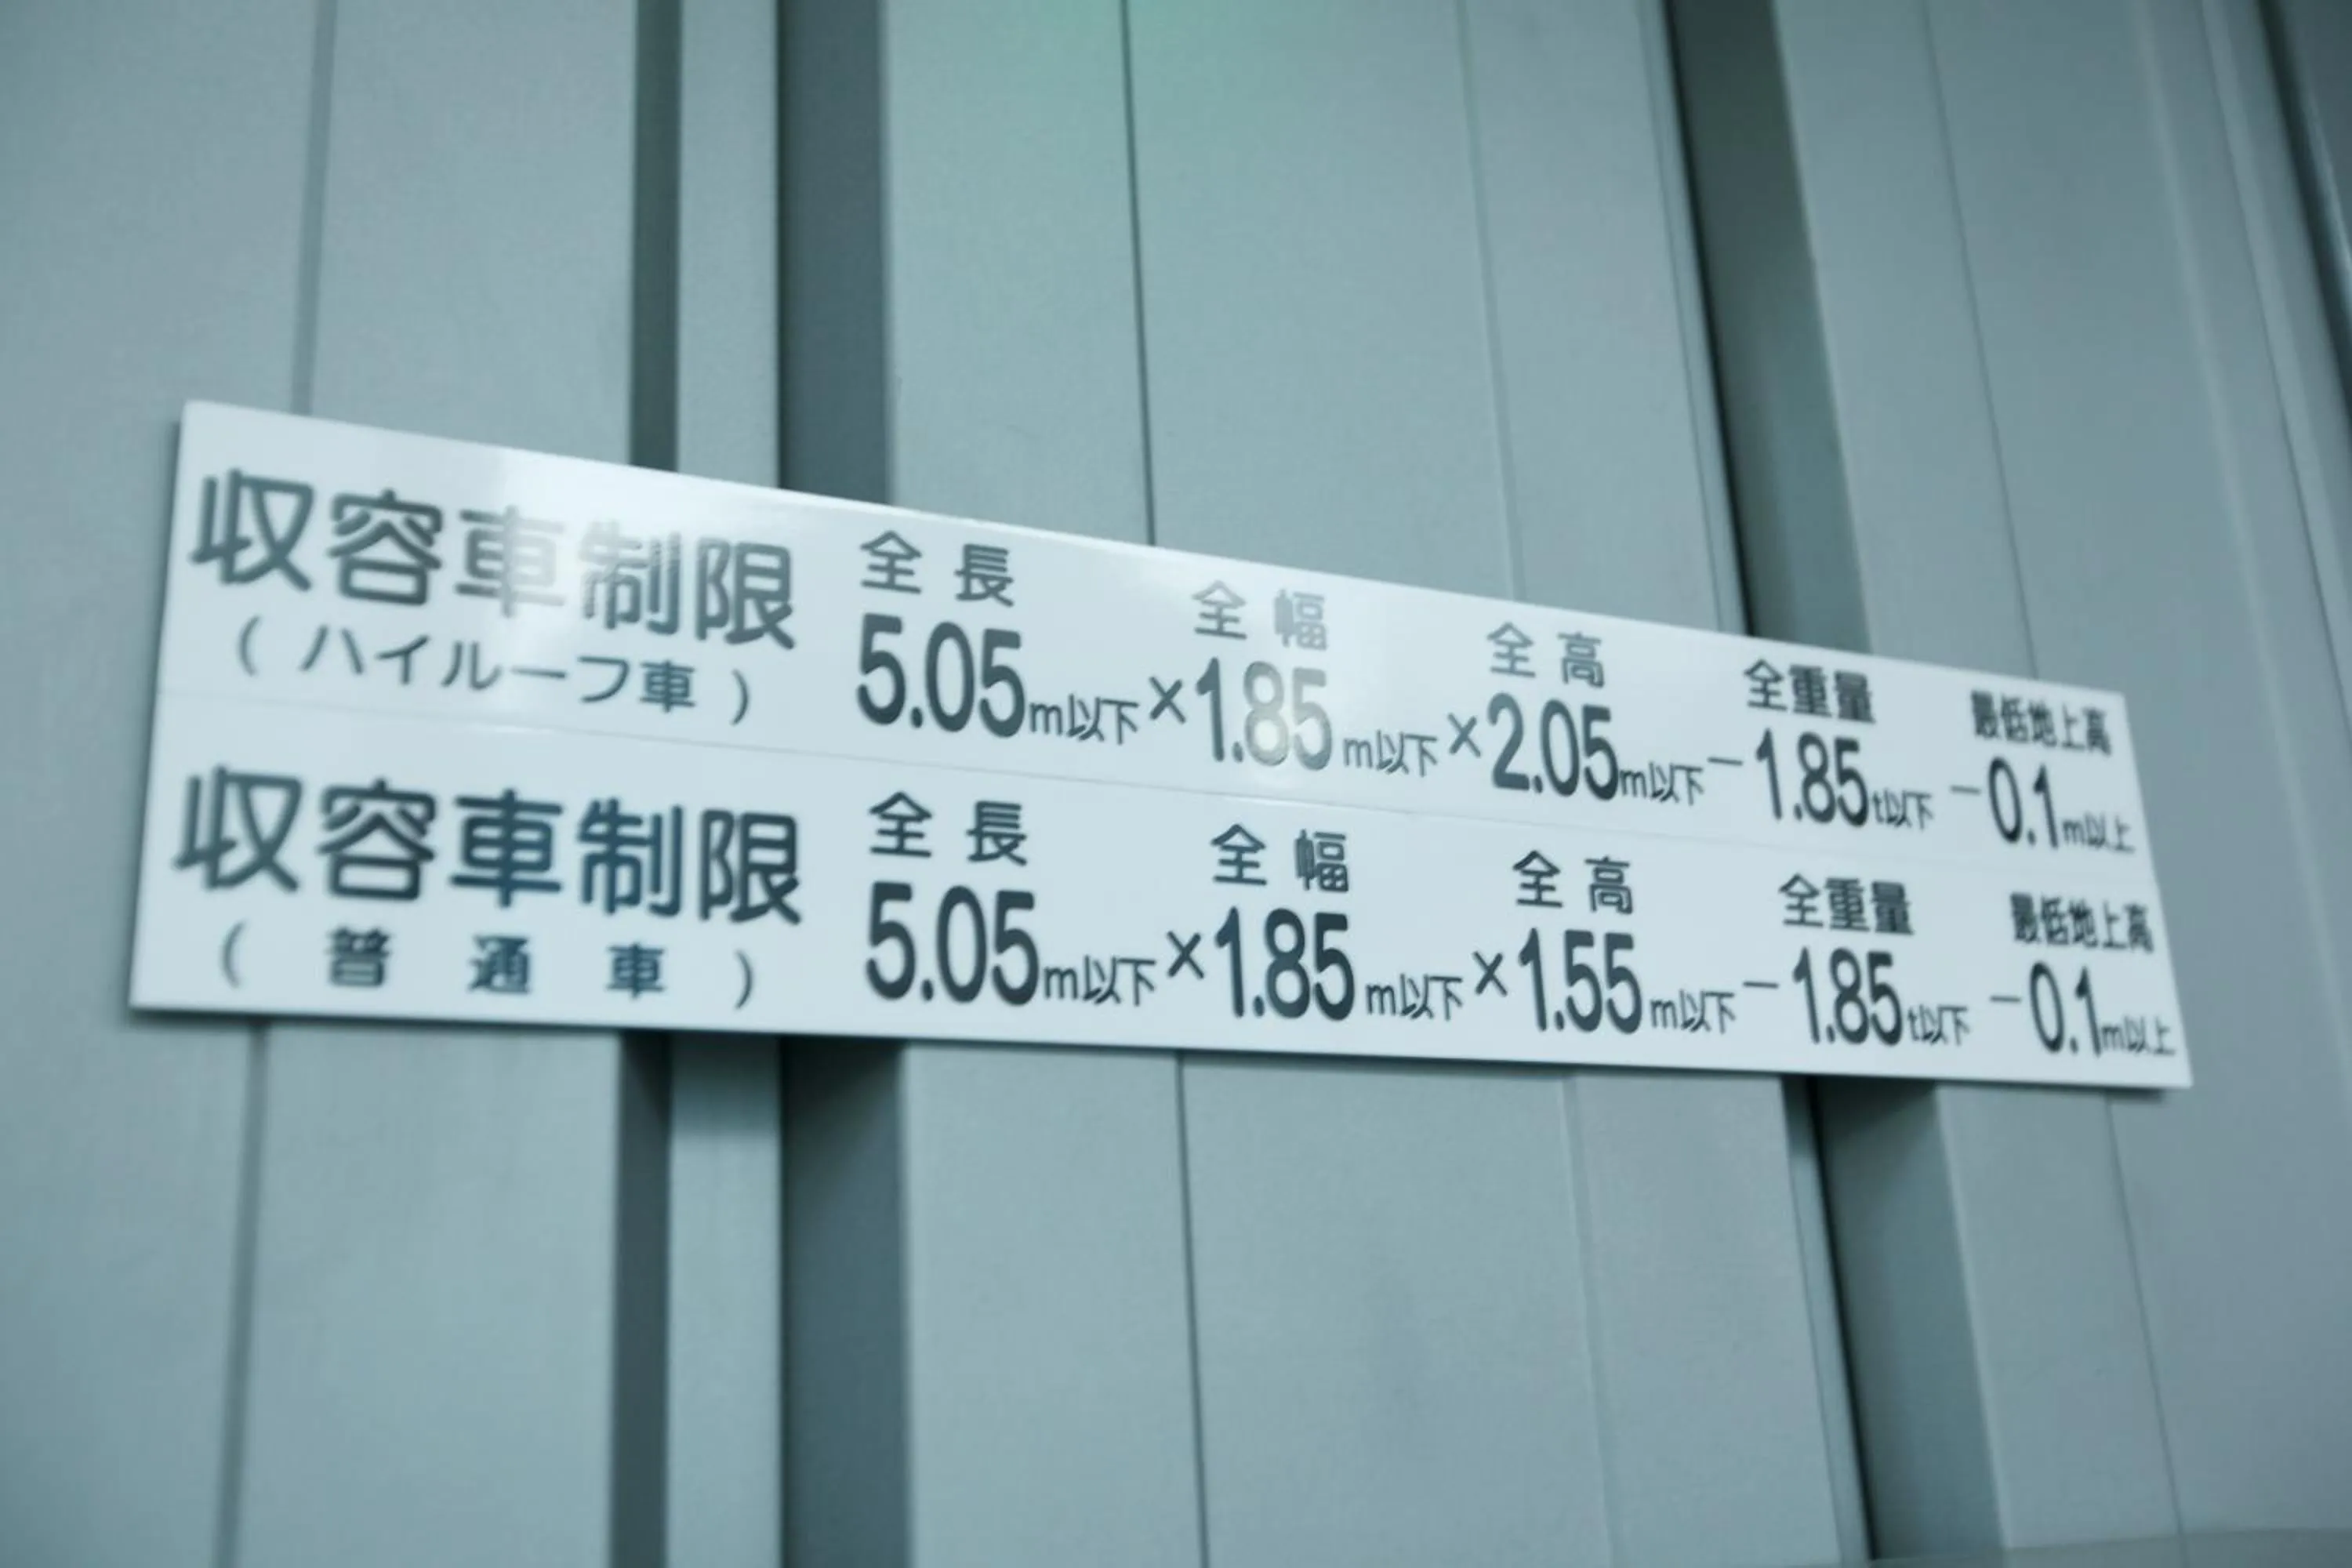 収容車制限 全長 全幅 全高 全重量 最低地上高
(ハイルーフ車) 5.05m以下×1.85m以下×2.05m以下－1.85t以下－0.1m以上
収容車制限 全長 全幅 全高 全重量 最低地上高
(普通車) 5.05m以下×1.85m以下×1.55m以下－1.85t以下－0.1m以上